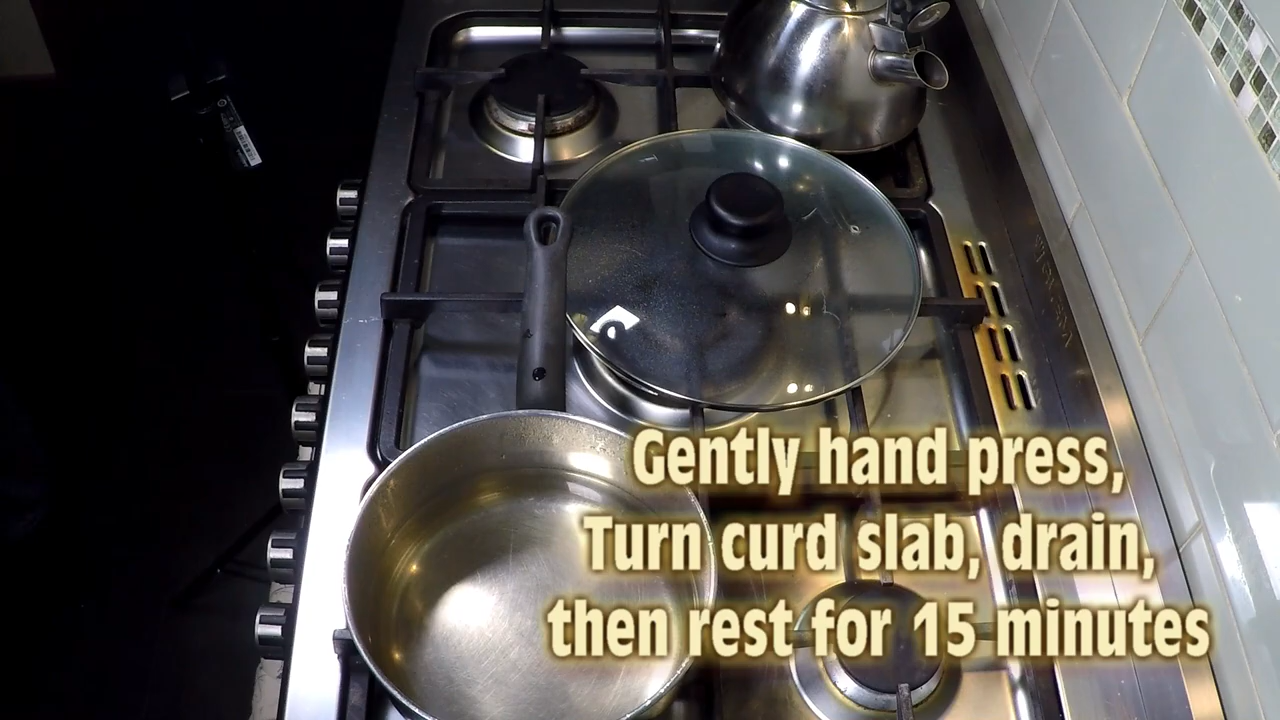 Gently hand press,
Turn curd slab, drain,
then rest for 15 minutes